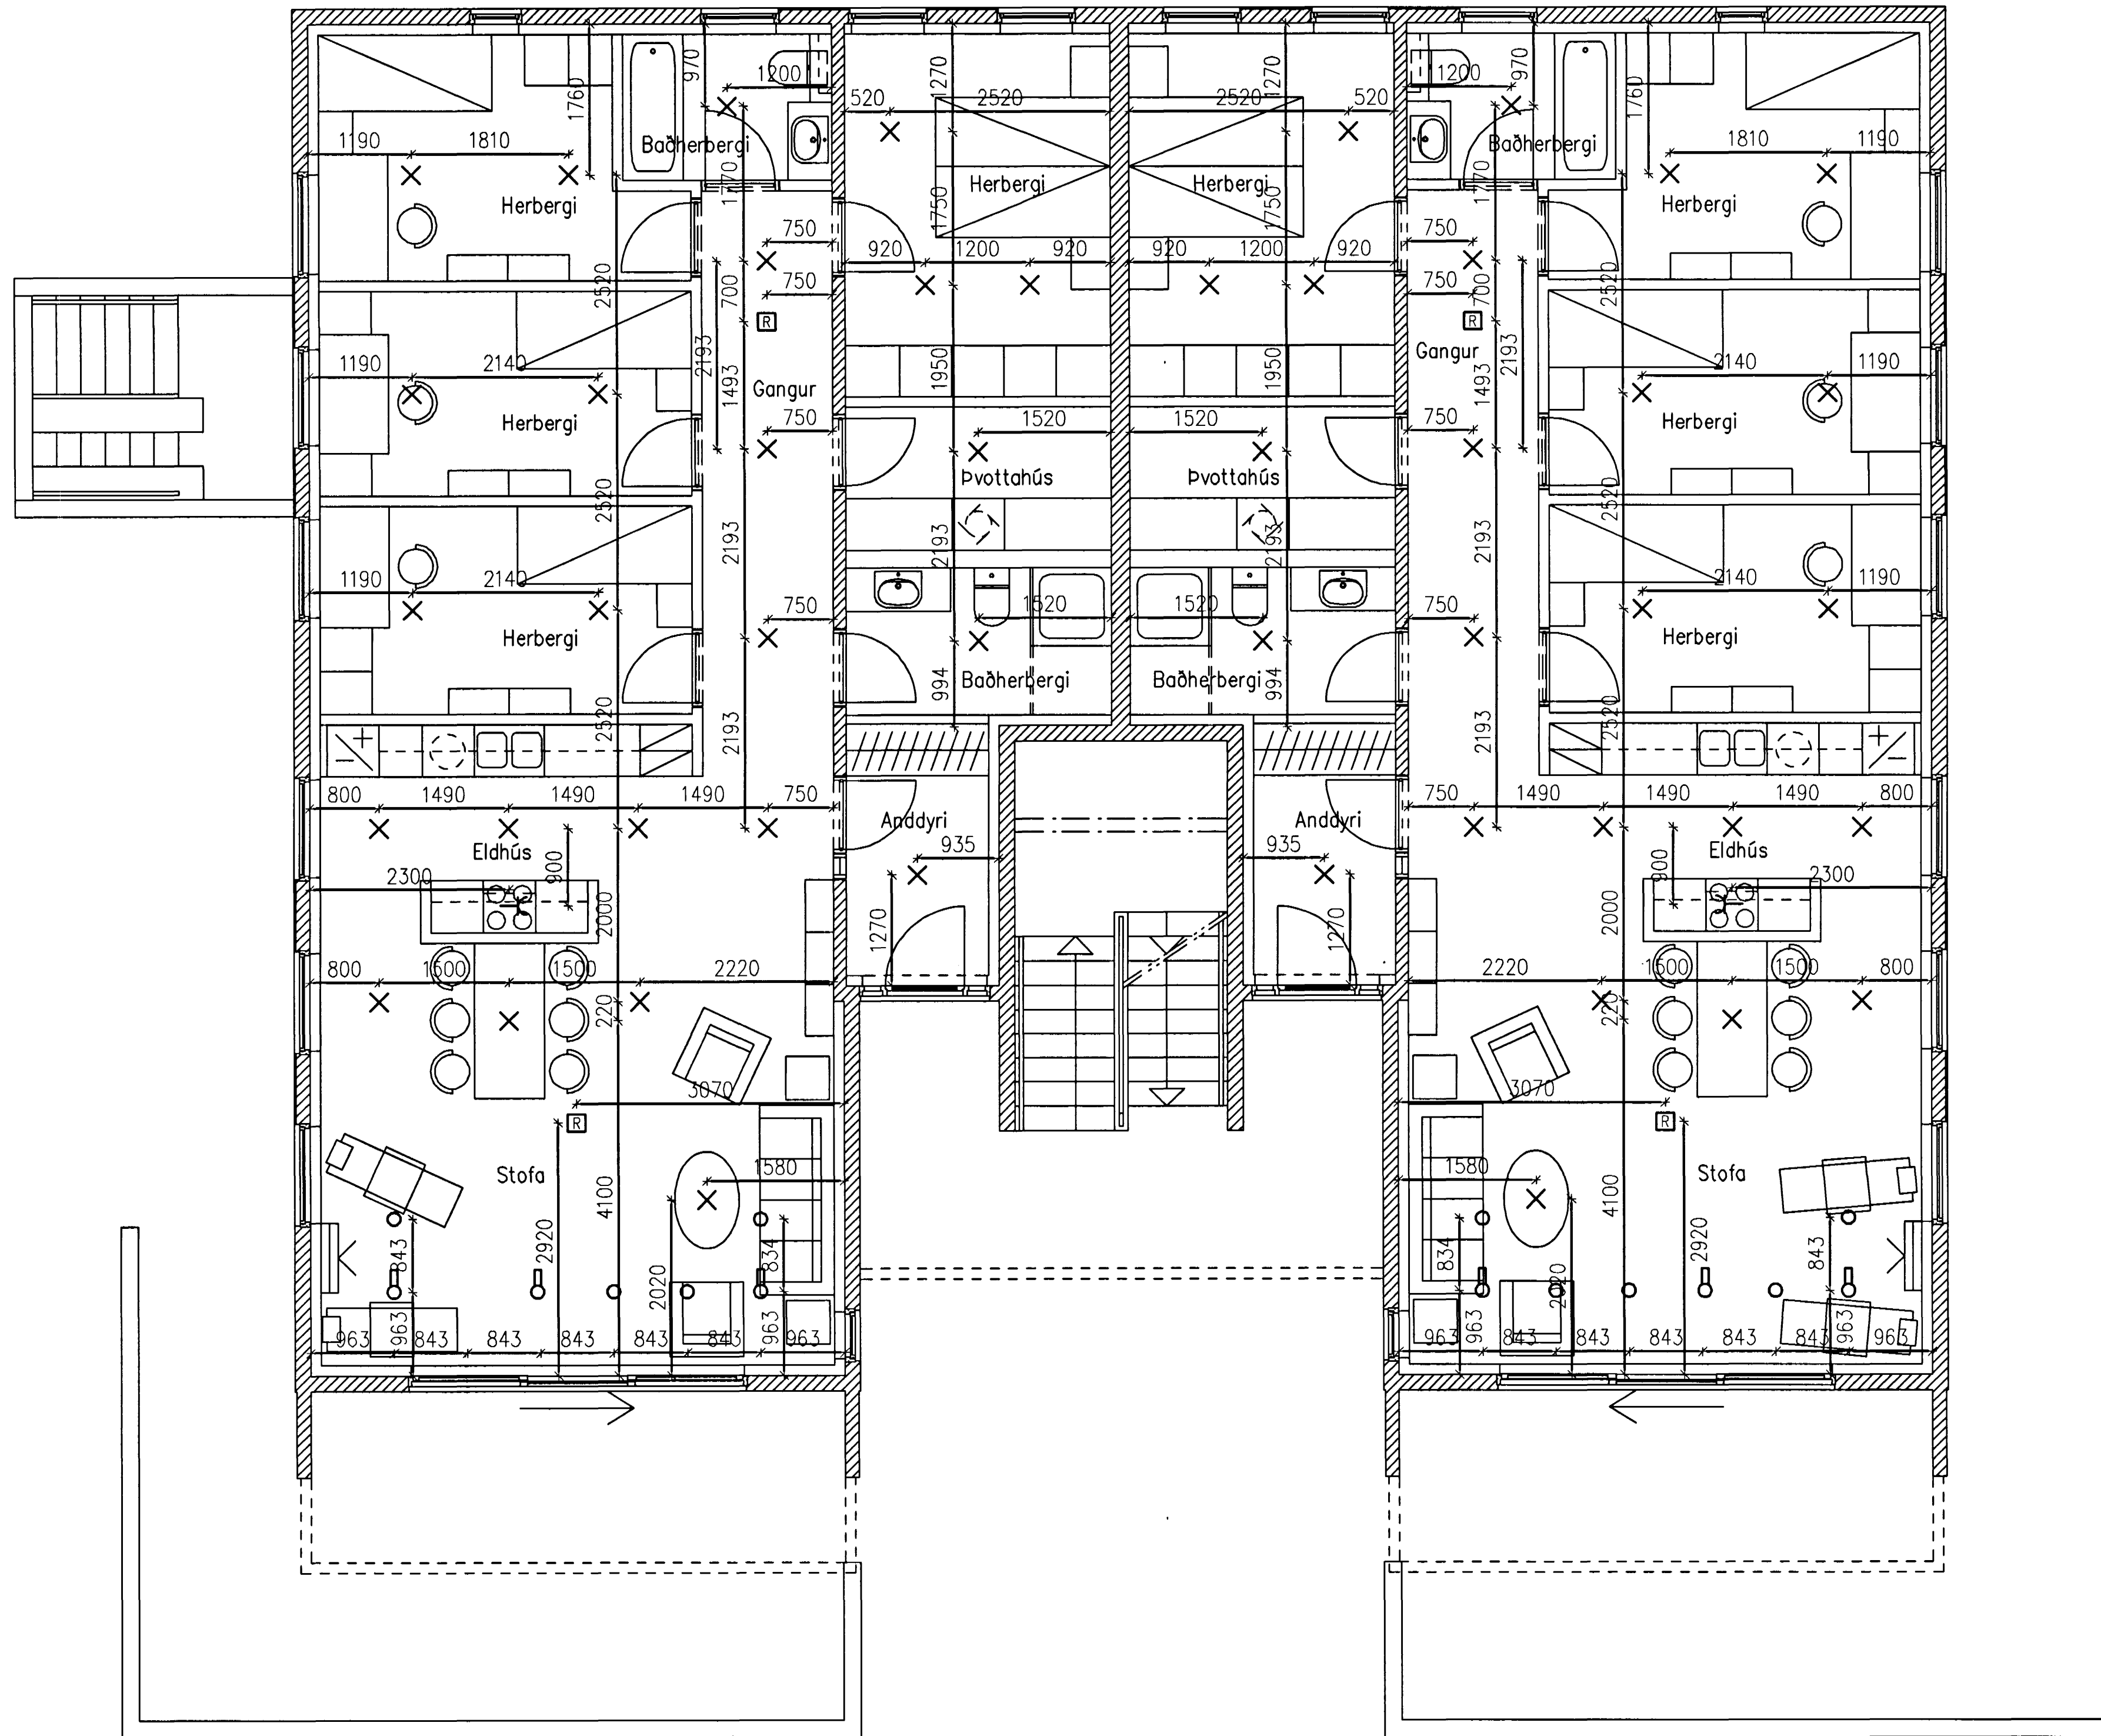 970 1270 1270 970
1760 1200 1200 1760
520 2520 2520 520
Baðherbergi Baðherbergi
1190 1810 1810 1190
1770 1770
Herbergi Herbergi Herbergi Herbergi
1750 1750
750 750
920 1200 920 920 1200 920
2520 700 750 750 700 2520
R R
2193 1493 1950 1950 1493 2193
Gangur Gangur
1190 2140 2140 1190
Herbergi Herbergi
750 1520 1520 750
Þvottahús Þvottahús
2520 2193 2193 2193 2193 2520
1190 2140 2140 1190
750 1520 1520 750
Herbergi Herbergi
994 Baðherbergi Baðherbergi 994
2520 2193 2193 2520
800 1490 1490 1490 750 750 1490 1490 1490 800
Anddyri Anddyri
Eldhús Eldhús
935 935
900 900
2300 2300
2000 1270 1270 2000
800 1500 1500 2220 2220 1500 1500 800
220 220
3070 3070
R R
Stofa 1580 1580 Stofa
4100 4100
843 2920 834 834 2920 843
2020 2020
963 963 963 963
963 843 843 843 843 843 963 963 843 843 843 843 843 963